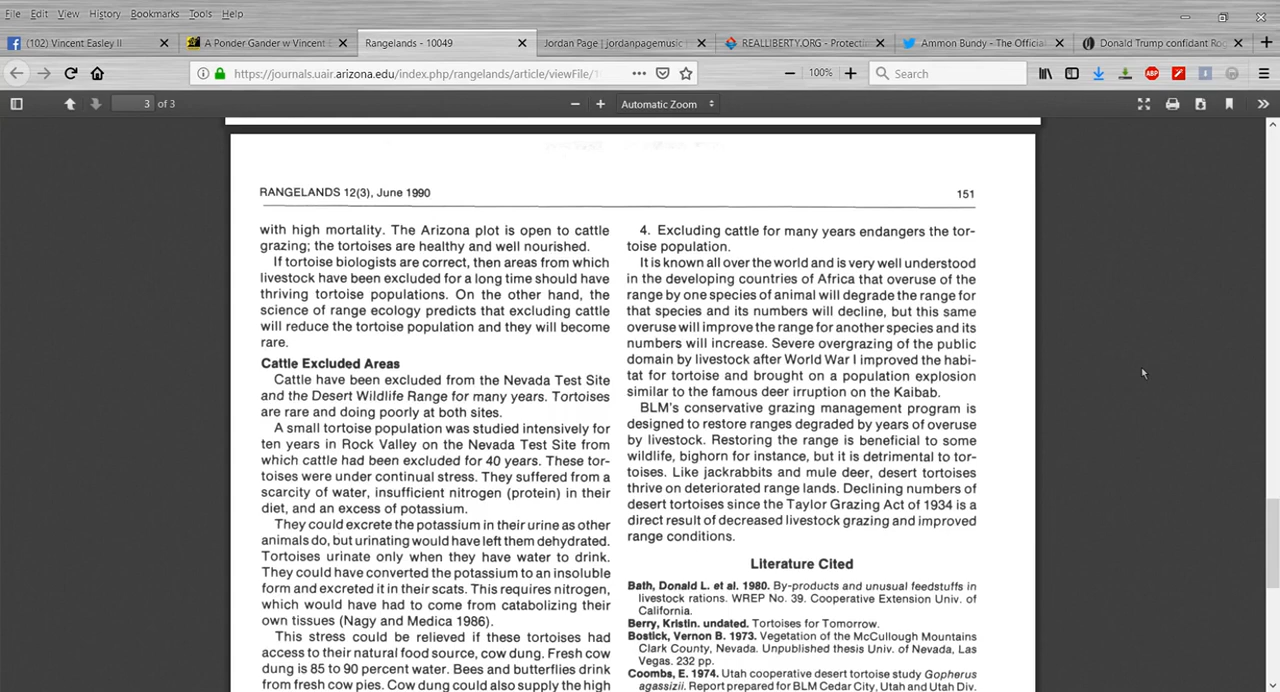 File Edit View History Bookmarks Tools Help
(102) Vincent Easley II
A Ponder Gander w Vincent
Rangelands - 10049
Jordan Page | jordanpagemusic
REALLIBERTY.ORG - Protectin
Ammon Bundy - The Official
Donald Trump confidant Rog
https://journals.uair.arizona.edu/index.php/rangelands/article/viewFile/1
100%
Search
ABP
3 of 3
Automatic Zoom
RANGELANDS 12(3), June 1990
151
with high mortality. The Arizona plot is open to cattle
grazing; the tortoises are healthy and well nourished.
If tortoise biologists are correct, then areas from which
livestock have been excluded for a long time should have
thriving tortoise populations. On the other hand, the
science of range ecology predicts that excluding cattle
will reduce the tortoise population and they will become
rare.
Cattle Excluded Areas
Cattle have been excluded from the Nevada Test Site
and the Desert Wildlife Range for many years. Tortoises
are rare and doing poorly at both sites.
A small tortoise population was studied intensively for
ten years in Rock Valley on the Nevada Test Site from
which cattle had been excluded for 40 years. These tor-
toises were under continual stress. They suffered from a
scarcity of water, insufficient nitrogen (protein) in their
diet, and an excess of potassium.
They could excrete the potassium in their urine as other
animals do, but urinating would have left them dehydrated.
Tortoises urinate only when they have water to drink.
They could have converted the potassium to an insoluble
form and excreted it in their scats. This requires nitrogen,
which would have had to come from catabolizing their
own tissues (Nagy and Medica 1986).
This stress could be relieved if these tortoises had
access to their natural food source, cow dung. Fresh cow
dung is 85 to 90 percent water. Bees and butterflies drink
from fresh cow pies. Cow dung could also supply the high
4. Excluding cattle for many years endangers the tor-
toise population.
It is known all over the world and is very well understood
in the developing countries of Africa that overuse of the
range by one species of animal will degrade the range for
that species and its numbers will decline, but this same
overuse will improve the range for another species and its
numbers will increase. Severe overgrazing of the public
domain by livestock after World War I improved the habi-
tat for tortoise and brought on a population explosion
similar to the famous deer irruption on the Kaibab.
BLM's conservative grazing management program is
designed to restore ranges degraded by years of overuse
by livestock. Restoring the range is beneficial to some
wildlife, bighorn for instance, but it is detrimental to tor-
toises. Like jackrabbits and mule deer, desert tortoises
thrive on deteriorated range lands. Declining numbers of
desert tortoises since the Taylor Grazing Act of 1934 is a
direct result of decreased livestock grazing and improved
range conditions.
Literature Cited
Bath, Donald L. et al. 1980. By-products and unusual feedstuffs in
livestock rations. WREP No. 39. Cooperative Extension Univ. of
California.
Berry, Kristin. undated. Tortoises for Tomorrow.
Bostick, Vernon B. 1973. Vegetation of the McCullough Mountains
Clark County, Nevada. Unpublished thesis Univ. of Nevada, Las
Vegas. 232 pp.
Coombs, E. 1974. Utah cooperative desert tortoise study Gopherus
agassizii. Report prepared for BLM Cedar City, Utah and Utah Div.